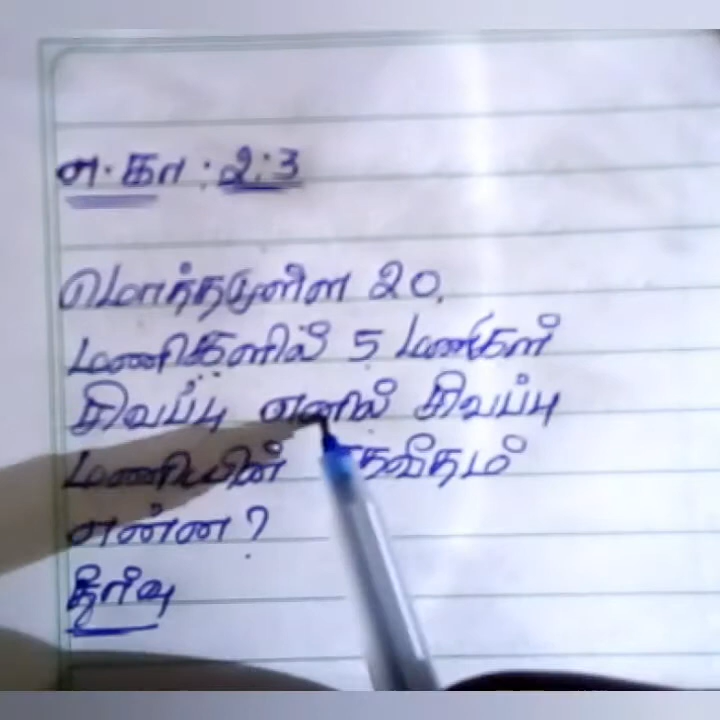 எ.கா : 2:3
மொத்தமுள்ள 20,
மணிகளில் 5 மணிகள்
சிவப்பு எனில் சிவப்பு
மணியின்
என்ன?
தீர்வு